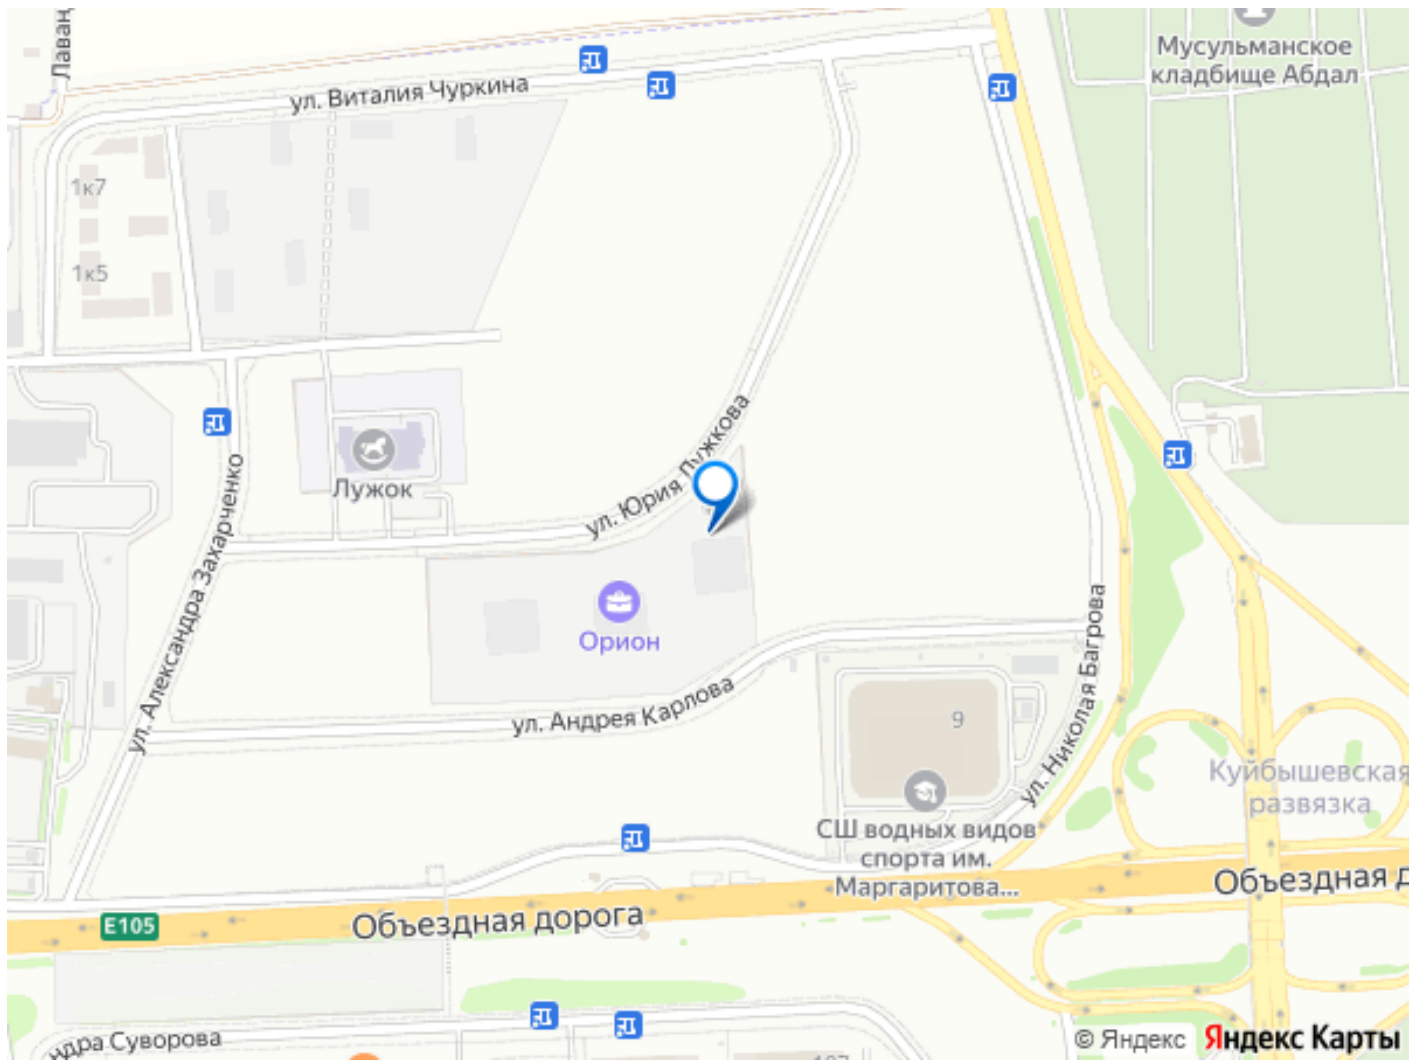 Мусульманское
кладбище Абдал
ул. Виталия Чуркина
1к7
1к5
Лужок
ул. Юрия Лужкова
ул. Александра Захарченко
Орион
ул. Андрея Карлова
ул. Николая Багрова
9
СШ водных видов
спорта им.
Маргаритова...
Куйбышевская
развязка
Объездная д
E105
Объездная дорога
ндра Суворова
© Яндекс Яндекс Карты